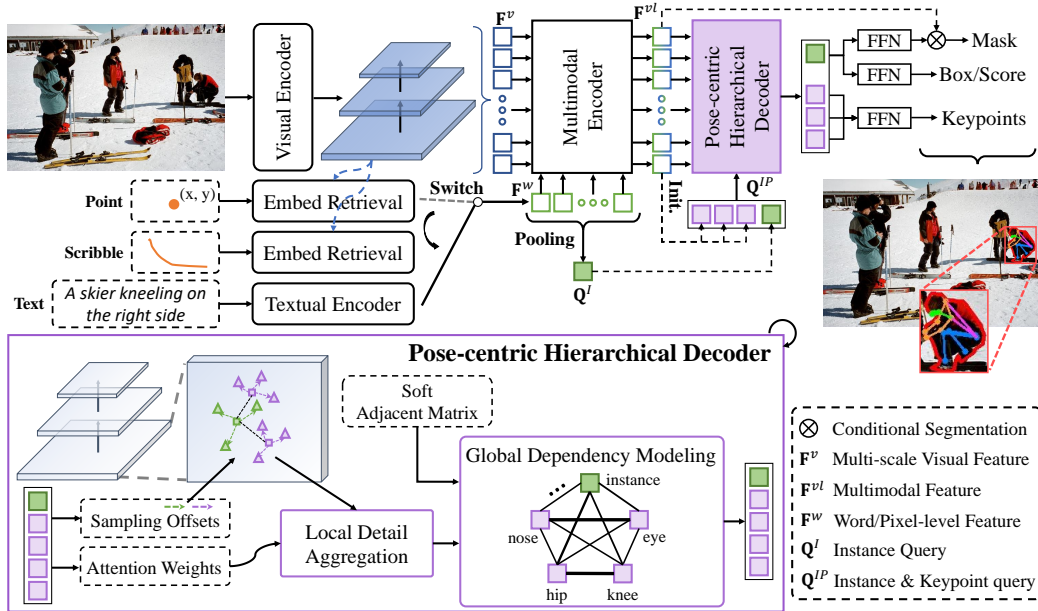 F^v
F^vl
Visual Encoder
Multimodal
Encoder
Pose-centric
Hierarchical
Decoder
FFN
Mask
FFN
Box/Score
FFN
Keypoints
Point
(x, y)
Embed Retrieval
Switch
F^w
Init
Q^IP
Scribble
Embed Retrieval
Pooling
Text
A skier kneeling on
the right side
Textual Encoder
Q^I
Pose-centric Hierarchical Decoder
Soft
Adjacent Matrix
Global Dependency Modeling
instance
nose
eye
hip
knee
Sampling Offsets
Attention Weights
Local Detail
Aggregation
⊗ Conditional Segmentation
F^v Multi-scale Visual Feature
F^vl Multimodal Feature
F^w Word/Pixel-level Feature
Q^I Instance Query
Q^IP Instance & Keypoint query